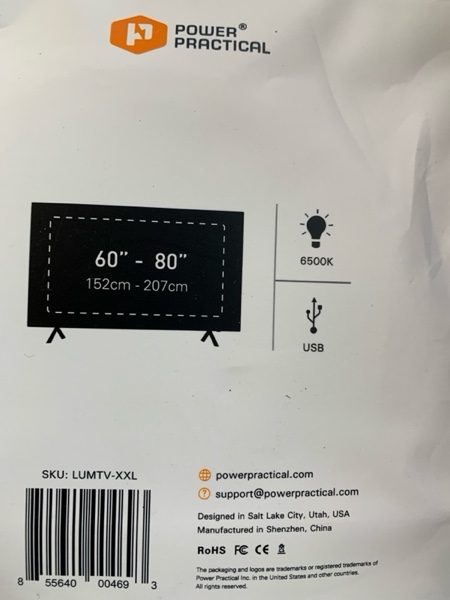 POWER®
PRACTICAL
60” - 80”
152cm - 207cm
6500K
USB
SKU: LUMTV-XXL
8 55640 00469 3
powerpractical.com
support@powerpractical.com
Designed in Salt Lake City, Utah, USA
Manufactured in Shenzhen, China
RoHS FC CE
The packaging and logos are trademarks or registered trademarks of
Power Practical Inc. in the United States and other countries.
All rights reserved.